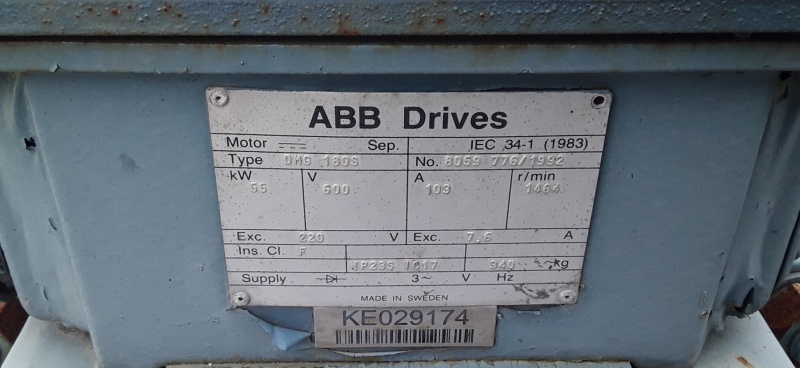 ABB Drives
Motor Sep. IEC 34-1 (1983)
Type DMG 180S No. 8059 776/1992
kW V A r/min
55 600 103 1464
Exc. 220 V Exc. 7,6 A
Ins. Cl. F IP23S IC17 340 kg
Supply 3~ V Hz
MADE IN SWEDEN
KE029174